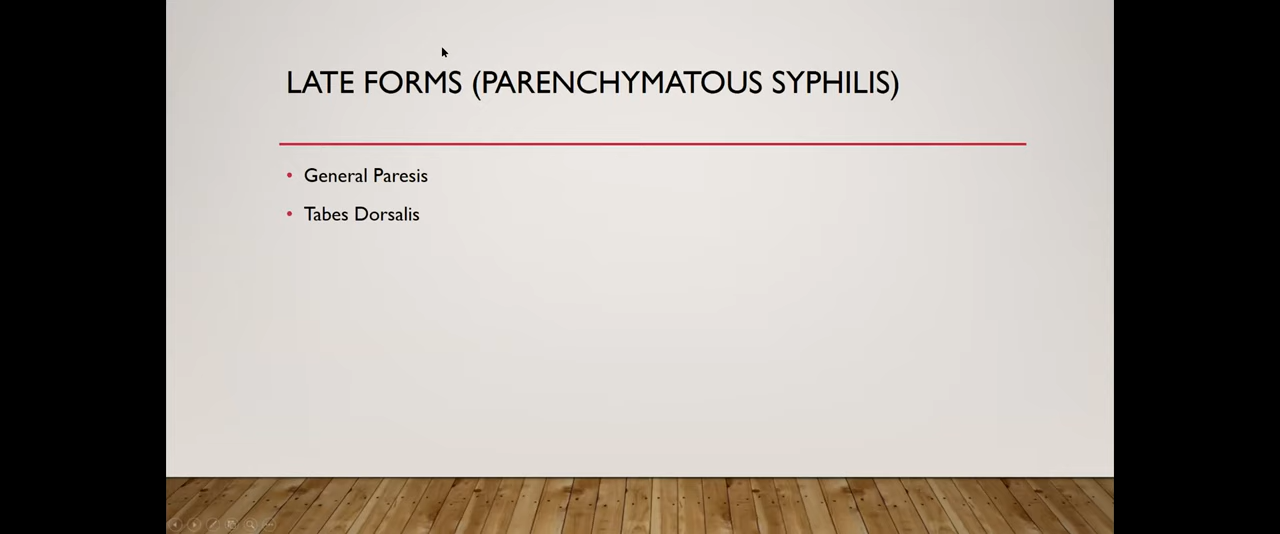 LATE FORMS (PARENCHYMATOUS SYPHILIS)
• General Paresis
• Tabes Dorsalis